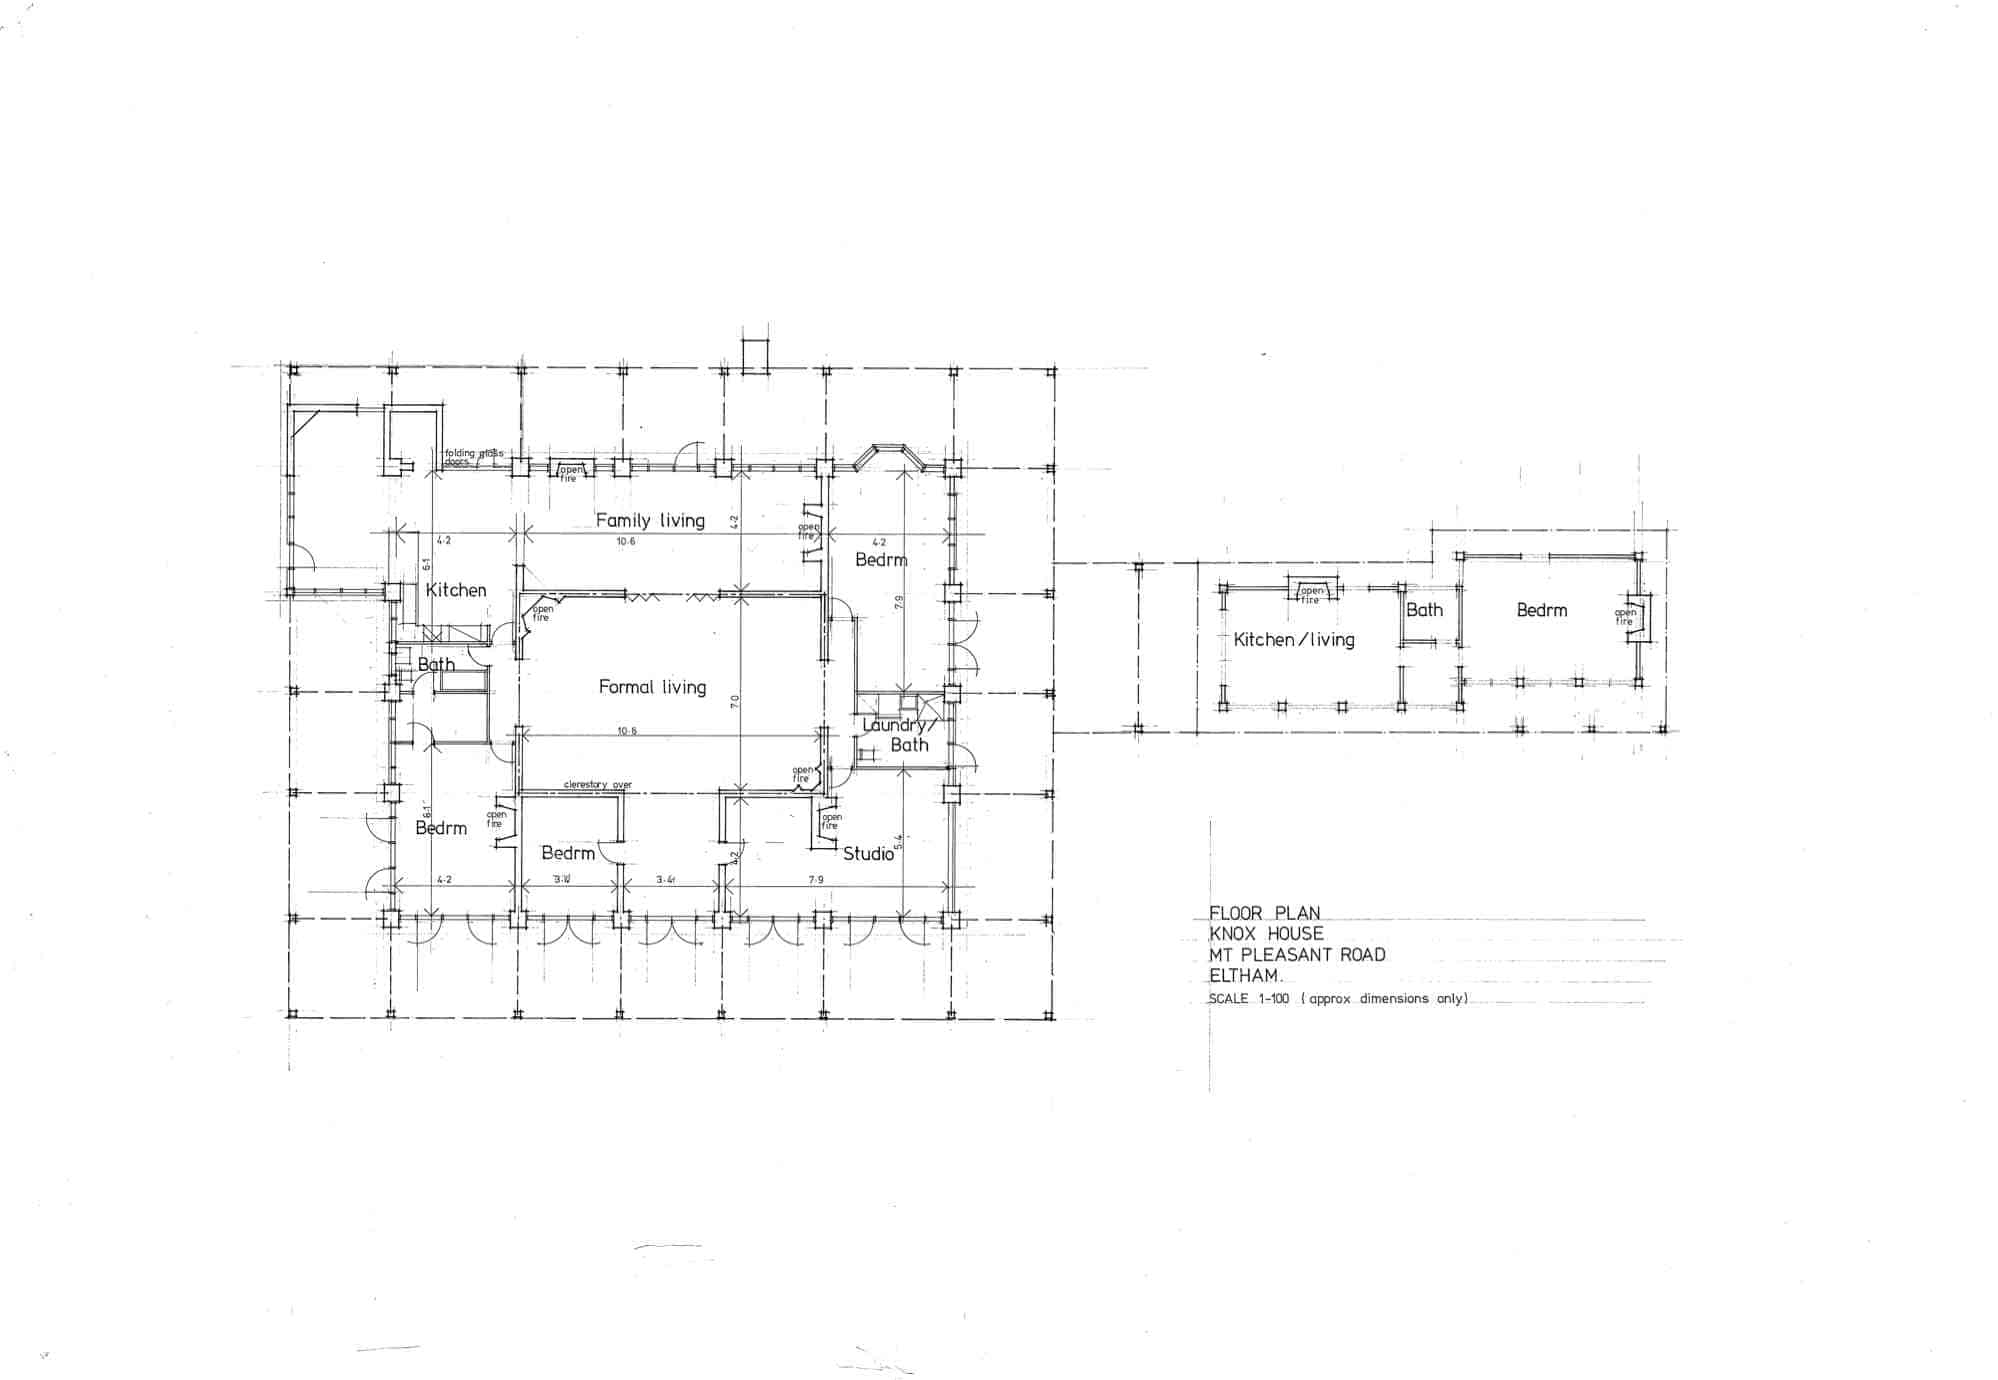 folding glass
doors
open
fire
Family living
4·2
open
fire
4·2
10·6
4·2
6·1
Bedrm
Kitchen
7·9
open
fire
Bath
Formal living
7·0
10·6
Laundry/
Bath
open
fire
clerestory over
6·1
Bedrm
open
fire
Bedrm
open
fire
4·2
Studio
5·4
4·2
3·4
7·9
open
fire
Kitchen/living
Bath
Bedrm
open
fire
FLOOR PLAN
KNOX HOUSE
MT PLEASANT ROAD
ELTHAM.
SCALE 1-100 (approx dimensions only)